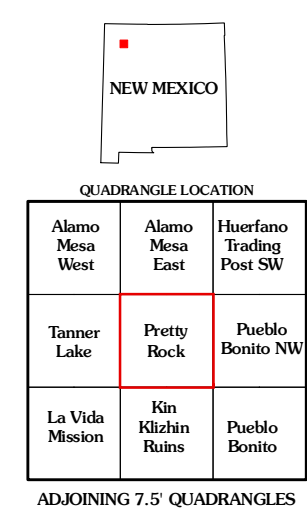 NEW MEXICO
QUADRANGLE LOCATION
Alamo
Mesa
West
Alamo
Mesa
East
Huerfano
Trading
Post SW
Tanner
Lake
Pretty
Rock
Pueblo
Bonito NW
La Vida
Mission
Kin
Klizhin
Ruins
Pueblo
Bonito
ADJOINING 7.5' QUADRANGLES